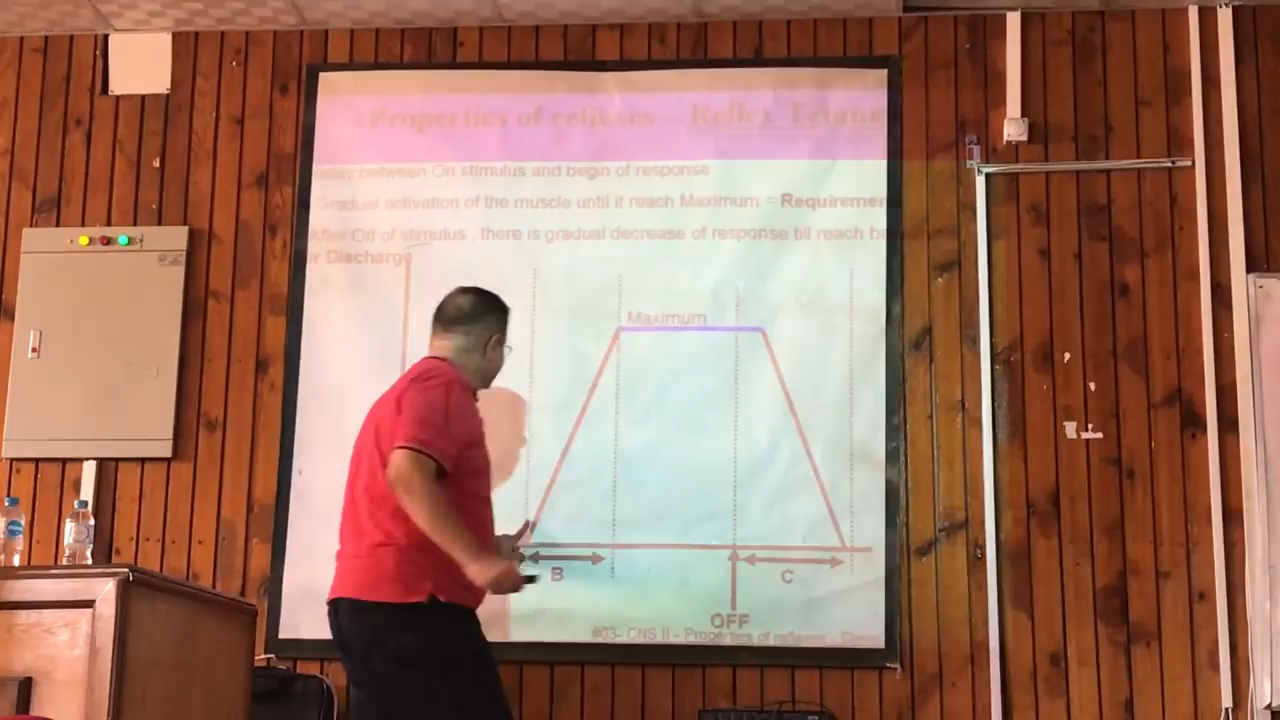 Properties of reflexes Reflex Tetanu
between On stimulus and begin of response
Gradual activation of the muscle until it reach Maximum = Requiremen
After Off of stimulus , there is gradual decrease of response till reach ba
r Discharge
Maximum
B
C
OFF
#03- CNS II - Properties of reflexes -